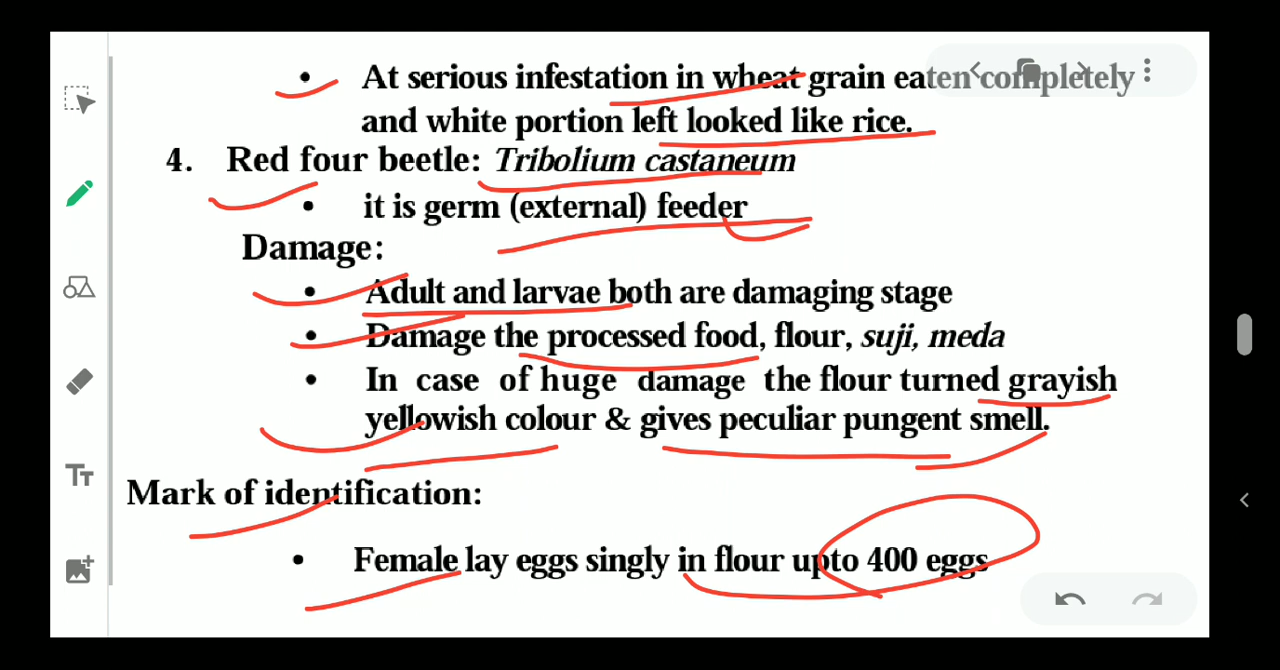 • At serious infestation in wheat grain eaten completely
and white portion left looked like rice.
4. Red four beetle: Tribolium castaneum
• it is germ (external) feeder
Damage:
• Adult and larvae both are damaging stage
• Damage the processed food, flour, suji, meda
• In case of huge damage the flour turned grayish
yellowish colour & gives peculiar pungent smell.
Mark of identification:
• Female lay eggs singly in flour upto 400 eggs
TT